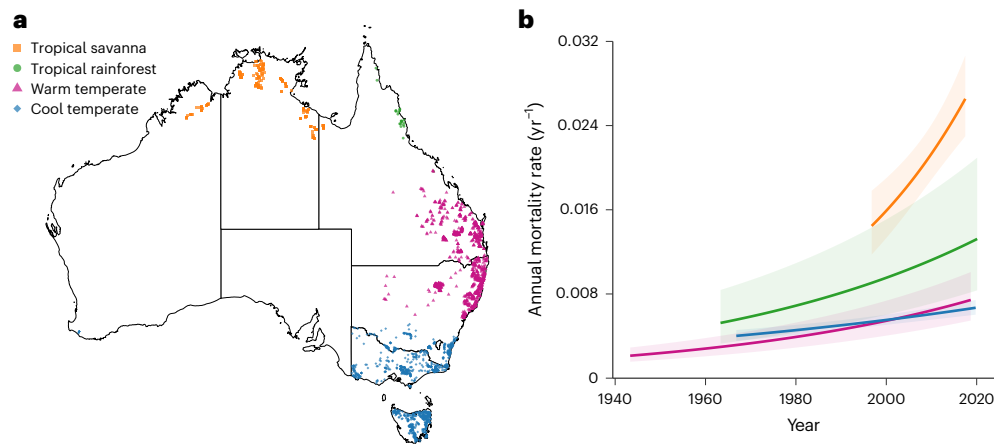 a
Tropical savanna
Tropical rainforest
Warm temperate
Cool temperate
b
Annual mortality rate (yr⁻¹)
0.032
0.024
0.016
0.008
0
1940
1960
1980
2000
2020
Year